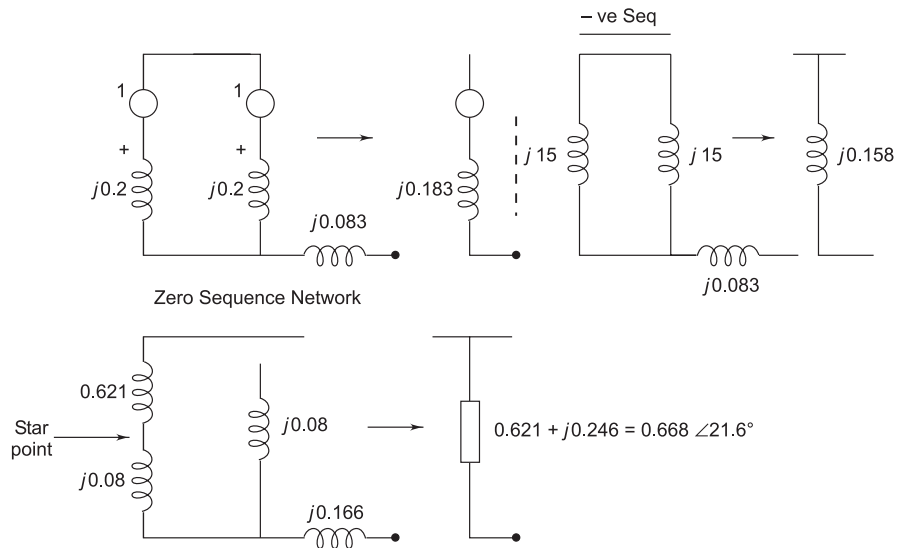 – ve Seq
1
1
+
+
j0.2
j0.2
j0.083
j0.183
j 15
j 15
j0.083
j0.158
Zero Sequence Network
0.621
Star
point
j0.08
j0.08
j0.166
0.621 + j0.246 = 0.668 ∠21.6°